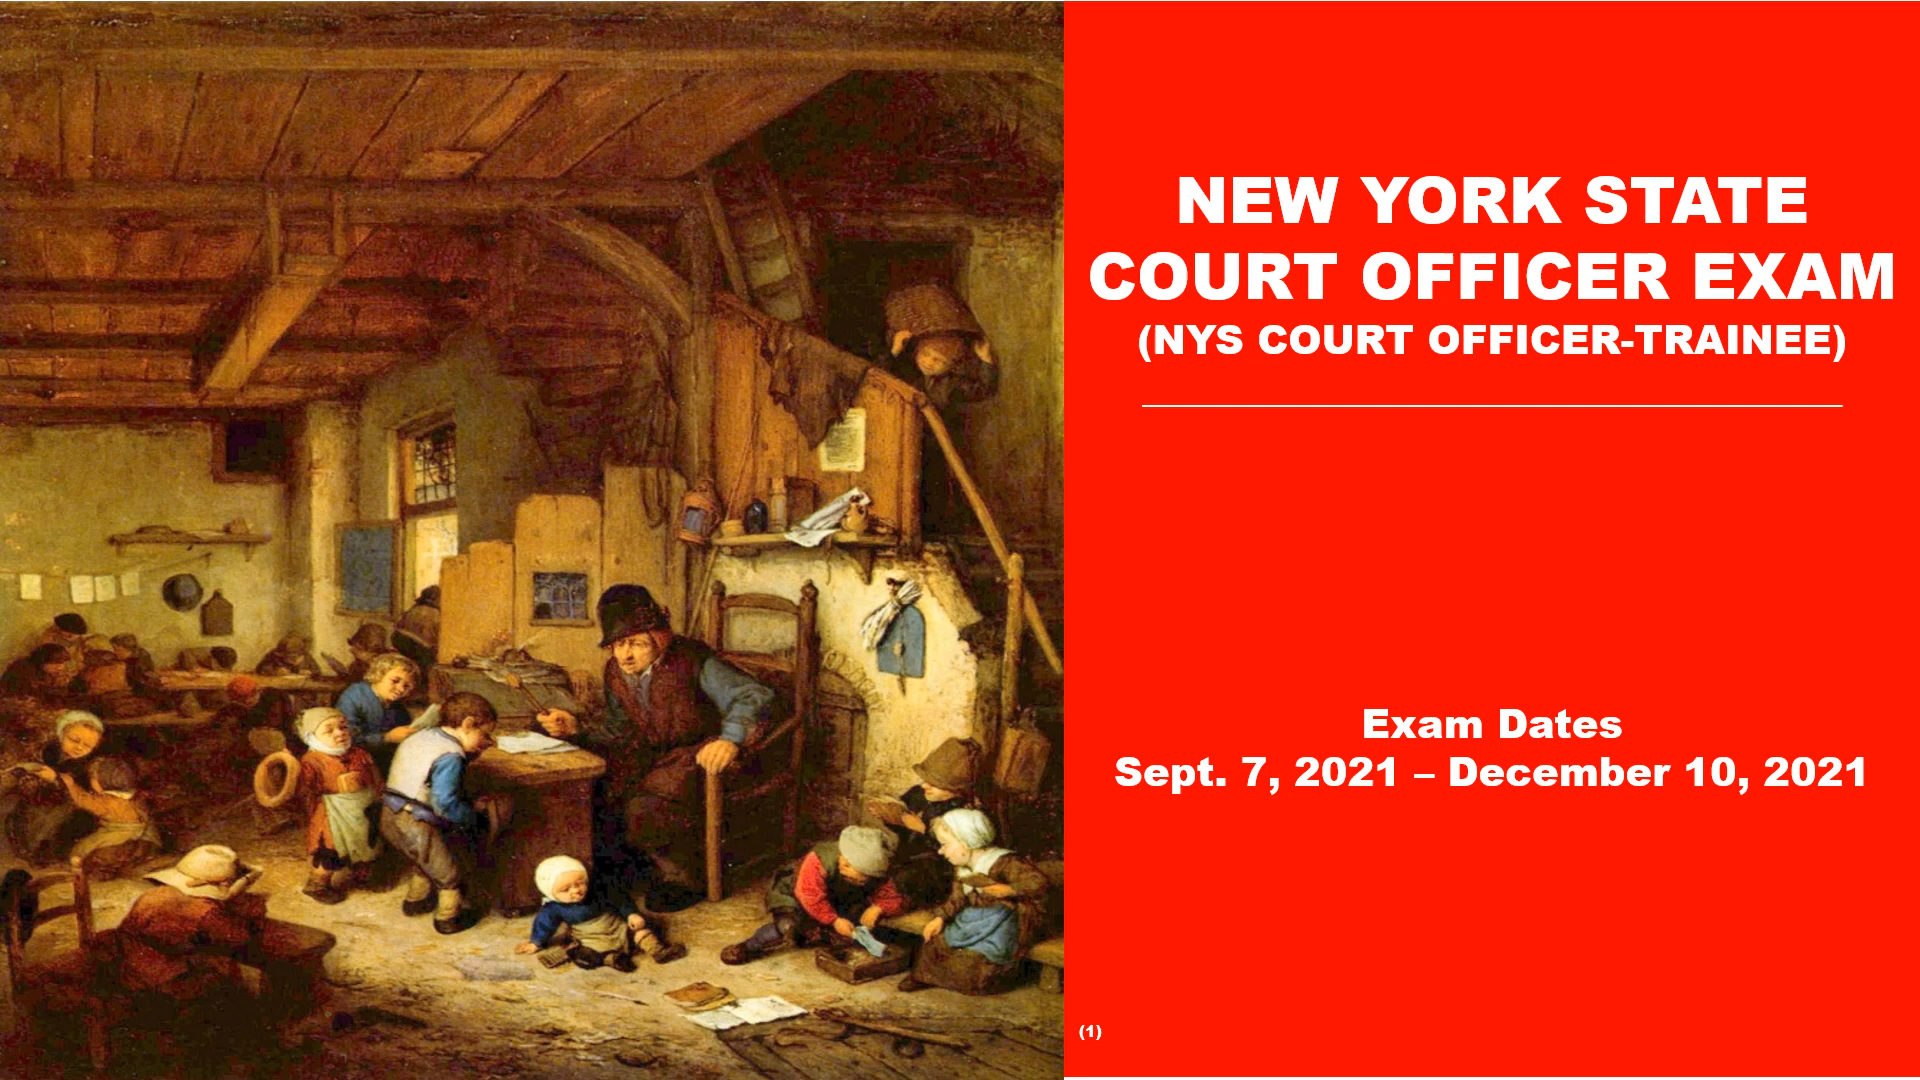 NEW YORK STATE
COURT OFFICER EXAM
(NYS COURT OFFICER-TRAINEE)
Exam Dates
Sept. 7, 2021 – December 10, 2021
(1)